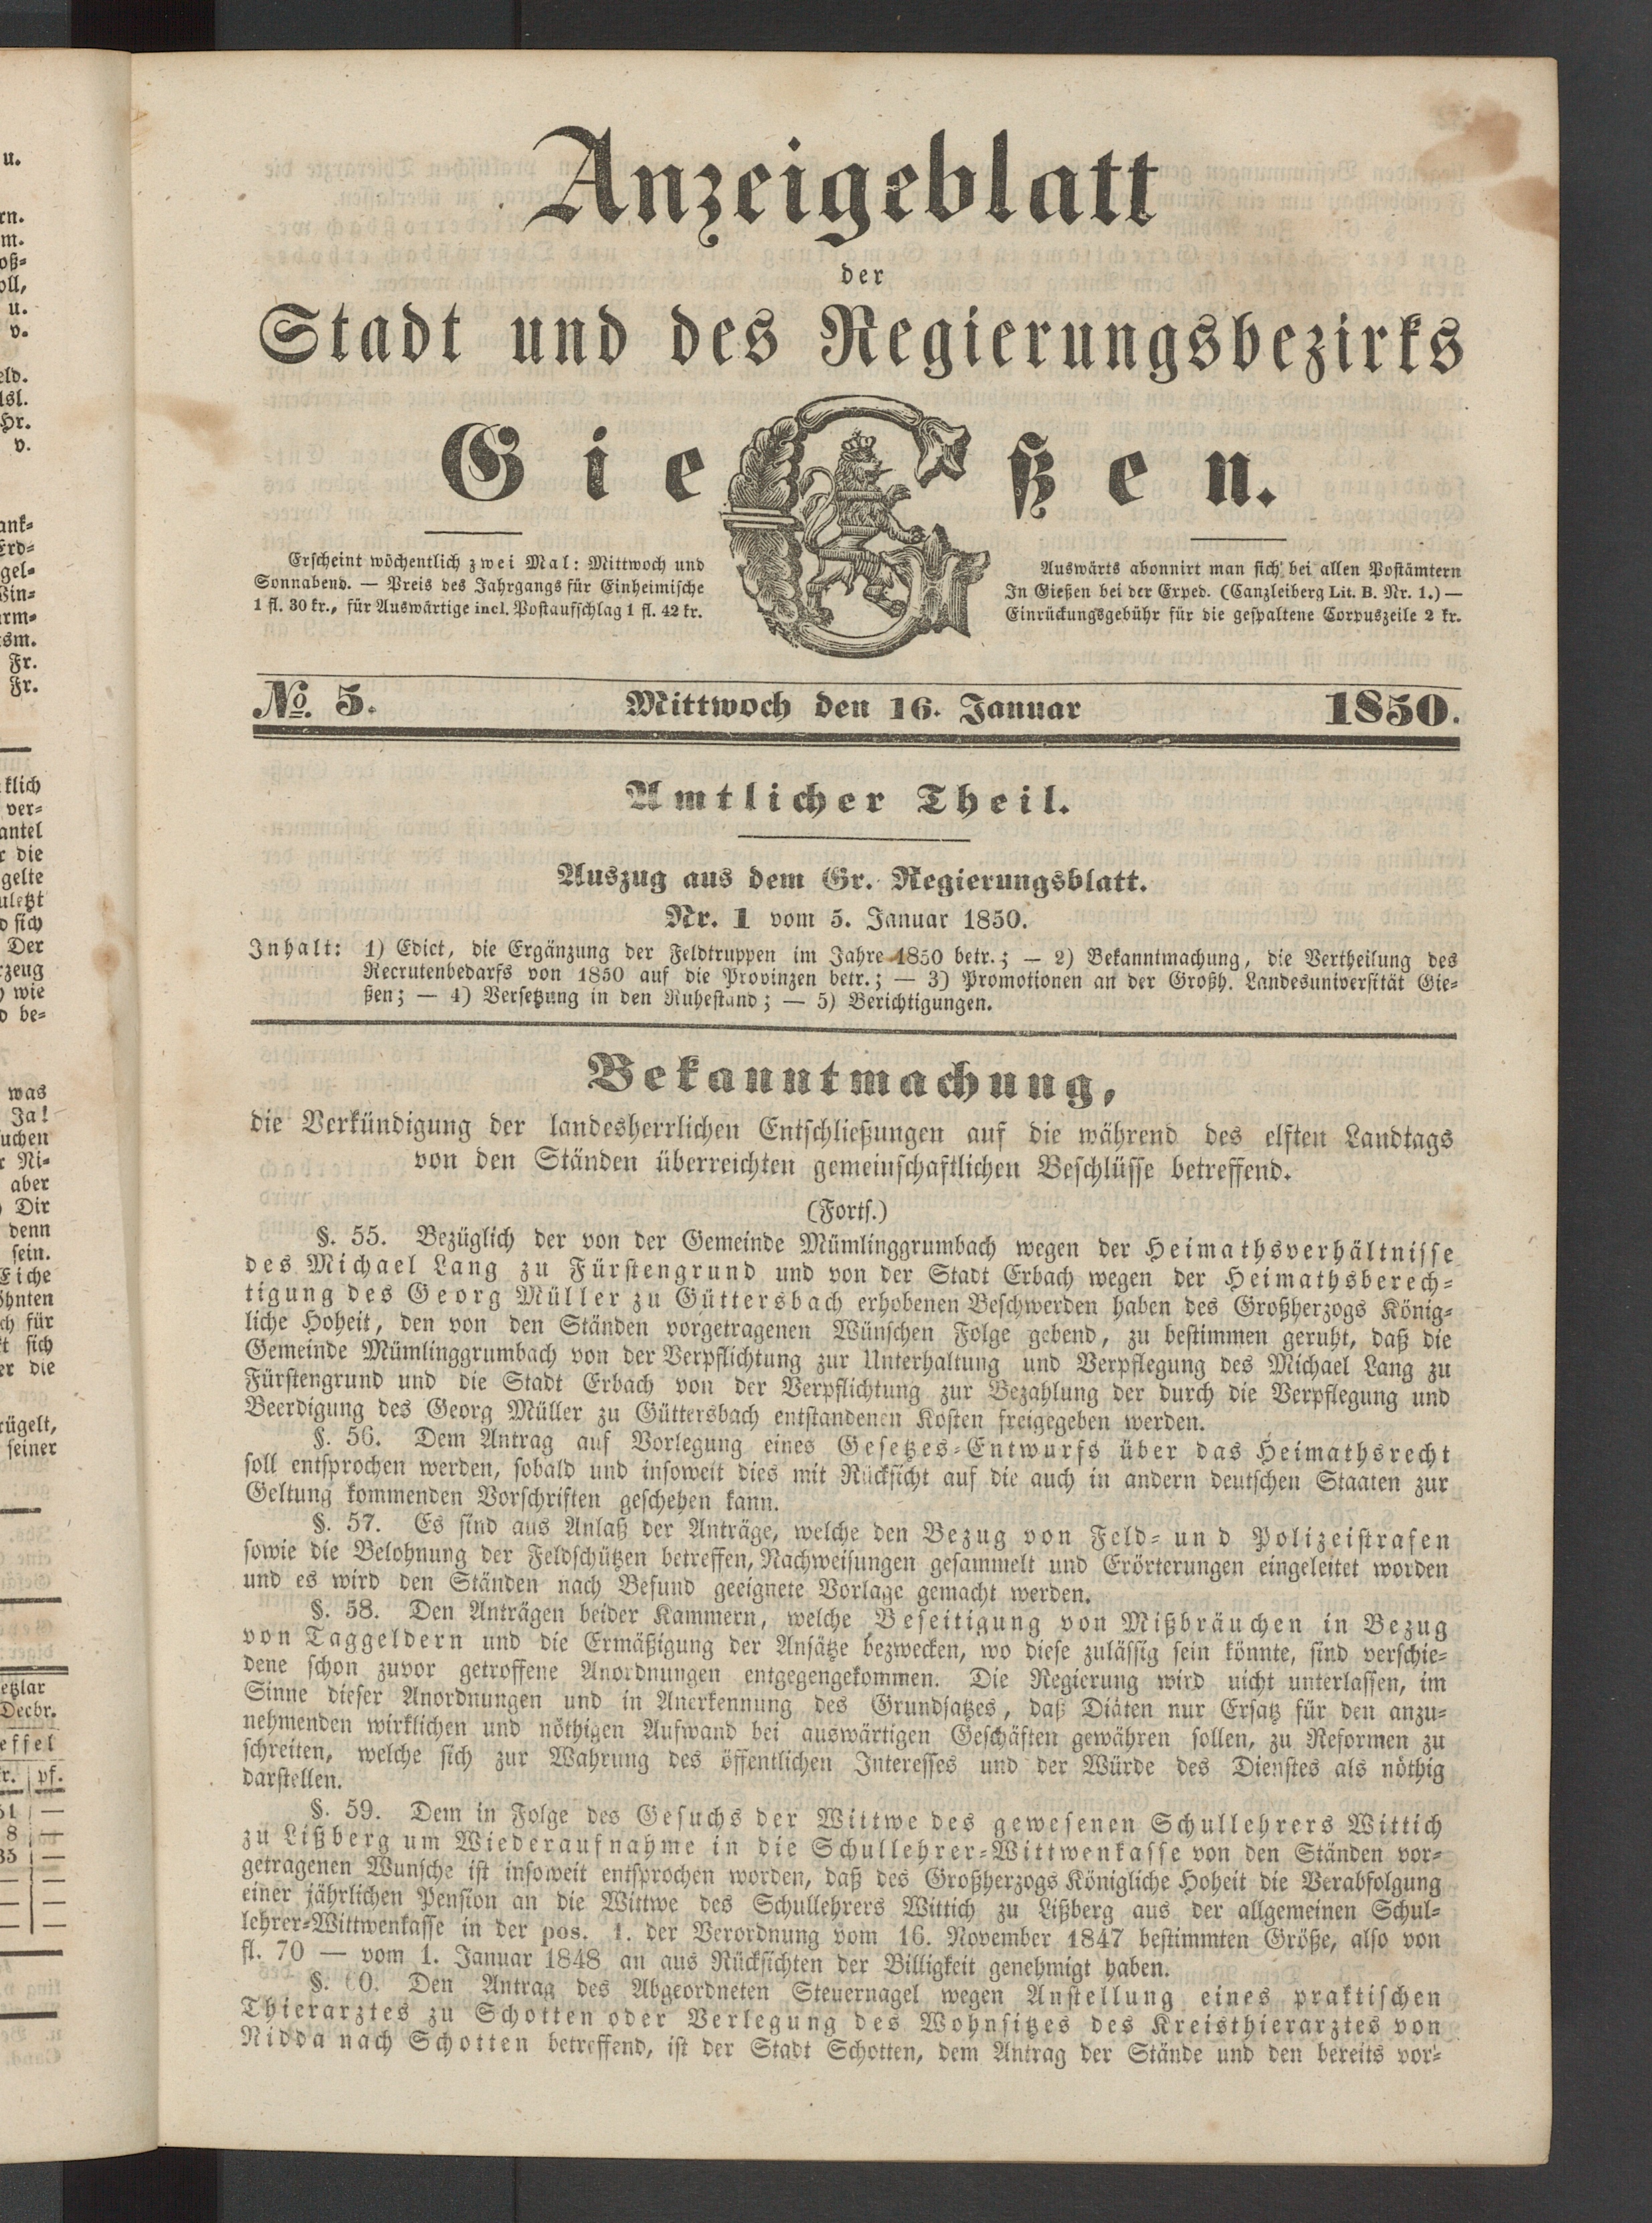 Anzeigeblatt
der
Stadt und des Regierungsbezirks
Gießen.
Erscheint wöchentlich zwei Mal: Mittwoch und
Sonnabend. — Preis des Jahrgangs für Einheimische
1 fl. 30 kr., für Auswärtige incl. Postaufschlag 1 fl. 42 kr.
Auswärts abonnirt man sich bei allen Postämtern
In Gießen bei der Exped. (Canzleiberg Lit. B. Nr. 1.) —
Einrückungsgebühr für die gespaltene Corpuszeile 2 kr.
No. 5. Mittwoch den 16. Januar 1850.
Amtlicher Theil.
Auszug aus dem Gr. Regierungsblatt.
Nr. 1 vom 5. Januar 1850.
Inhalt: 1) Edict, die Ergänzung der Feldtruppen im Jahre 1850 betr.; — 2) Bekanntmachung, die Vertheilung des
Recrutenbedarfs von 1850 auf die Provinzen betr.; — 3) Promotionen an der Großh. Landesuniversität Gie-
ßen; — 4) Versetzung in den Ruhestand; — 5) Berichtigungen.
Bekanntmachung,
die Verkündigung der landesherrlichen Entschließungen auf die während des elften Landtags
von den Ständen überreichten gemeinschaftlichen Beschlüsse betreffend.
(Forts.)
§. 55. Bezüglich der von der Gemeinde Mümlinggrumbach wegen der Heimathsverhältnisse
des Michael Lang zu Fürstengrund und von der Stadt Erbach wegen der Heimathsberech-
tigung des Georg Müller zu Güttersbach erhobenen Beschwerden haben des Großherzogs König-
liche Hoheit, den von den Ständen vorgetragenen Wünschen Folge gebend, zu bestimmen geruht, daß die
Gemeinde Mümlinggrumbach von der Verpflichtung zur Unterhaltung und Verpflegung des Michael Lang zu
Fürstengrund und die Stadt Erbach von der Verpflichtung zur Bezahlung der durch die Verpflegung und
Beerdigung des Georg Müller zu Güttersbach entstandenen Kosten freigegeben werden.
§. 56. Dem Antrag auf Vorlegung eines Gesetzes-Entwurfs über das Heimathsrecht
soll entsprochen werden, sobald und insoweit dies mit Rücksicht auf die auch in andern deutschen Staaten zur
Geltung kommenden Vorschriften geschehen kann.
§. 57. Es sind aus Anlaß der Anträge, welche den Bezug von Feld- und Polizeistrafen
sowie die Belohnung der Feldschützen betreffen, Nachweisungen gesammelt und Erörterungen eingeleitet worden
und es wird den Ständen nach Befund geeignete Vorlage gemacht werden.
§. 58. Den Anträgen beider Kammern, welche Beseitigung von Mißbräuchen in Bezug
von Taggeldern und die Ermäßigung der Ansätze bezwecken, wo diese zulässig sein könnte, sind verschie-
dene schon zuvor getroffene Anordnungen entgegengekommen. Die Regierung wird nicht unterlassen, im
Sinne dieser Anordnungen und in Anerkennung des Grundsatzes, daß Diäten nur Ersatz für den anzu-
nehmenden wirklichen und nöthigen Aufwand bei auswärtigen Geschäften gewähren sollen, zu Reformen zu
schreiten, welche sich zur Wahrung des öffentlichen Interesses und der Würde des Dienstes als nöthig
darstellen.
§. 59. Dem in Folge des Gesuchs der Wittwe des gewesenen Schullehrers Wittich
zu Lißberg um Wiederaufnahme in die Schullehrer-Wittwenkasse von den Ständen vor-
getragenen Wunsche ist insoweit entsprochen worden, daß des Großherzogs Königliche Hoheit die Verabfolgung
einer jährlichen Pension an die Wittwe des Schullehrers Wittich zu Lißberg aus der allgemeinen Schul-
lehrer-Wittwenkasse in der pos. 1. der Verordnung vom 16. November 1847 bestimmten Größe, also von
fl. 70 — vom 1. Januar 1848 an aus Rücksichten der Billigkeit genehmigt haben.
§. 60. Den Antrag des Abgeordneten Steuernagel wegen Anstellung eines praktischen
Thierarztes zu Schotten oder Verlegung des Wohnsitzes des Kreisthierarztes von
Nidda nach Schotten betreffend, ist der Stadt Schotten, dem Antrag der Stände und den bereits vor-